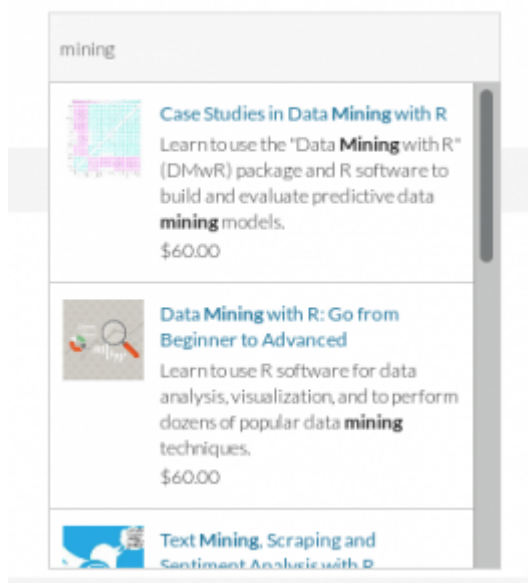 mining
Case Studies in Data Mining with R
Learn to use the "Data Mining with R"
(DMwR) package and R software to
build and evaluate predictive data
mining models.
$60.00
Data Mining with R: Go from
Beginner to Advanced
Learn to use R software for data
analysis, visualization, and to perform
dozens of popular data mining
techniques.
$60.00
Text Mining, Scraping and
Sentiment Analysis with R